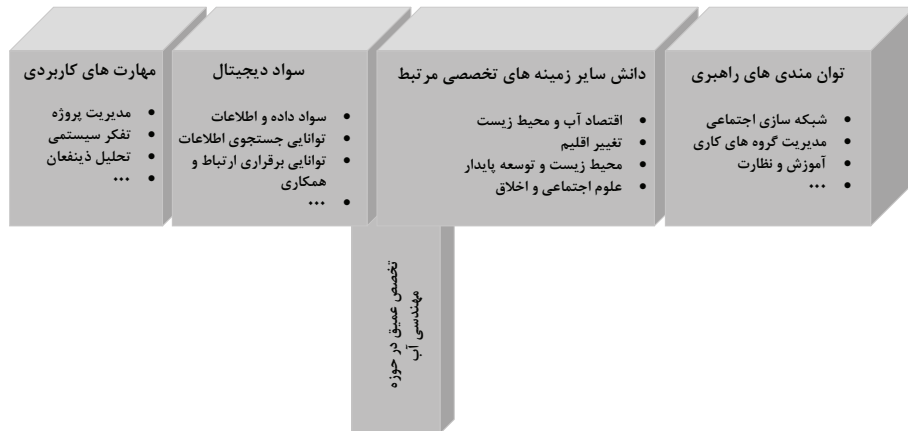 توان مندی های راهبری
• شبکه سازی اجتماعی
• مدیریت گروه های کاری
• آموزش و نظارت
• ...
دانش سایر زمینه های تخصصی مرتبط
• اقتصاد آب و محیط زیست
• تغییر اقلیم
• محیط زیست و توسعه پایدار
• علوم اجتماعی و اخلاق
سواد دیجیتال
• سواد داده و اطلاعات
• توانایی جستجوی اطلاعات
• توانایی برقراری ارتباط و
همکاری
• ...
مهارت های کاربردی
• مدیریت پروژه
• تفکر سیستمی
• تحلیل ذینفعان
• ...
تخصص عمیق در حوزه
مهندسی آب